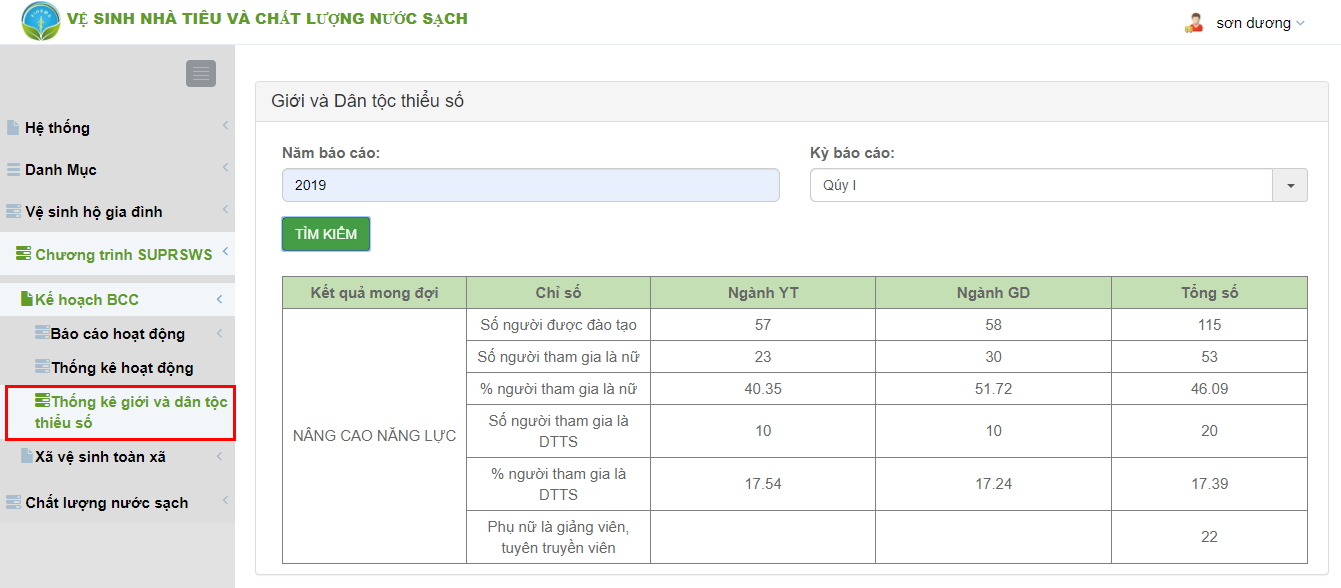 VỆ SINH NHÀ TIÊU VÀ CHẤT LƯỢNG NƯỚC SẠCH
sơn dương
Hệ thống
Danh Mục
Vệ sinh hộ gia đình
Chương trình SUPRSWS
Kế hoạch BCC
Báo cáo hoạt động
Thống kê hoạt động
Thống kê giới và dân tộc
thiểu số
Xã vệ sinh toàn xã
Chất lượng nước sạch
Giới và Dân tộc thiểu số
Năm báo cáo: Kỳ báo cáo:
2019 Qúy I
TÌM KIẾM
Kết quả mong đợi Chỉ số Ngành YT Ngành GD Tổng số
Số người được đào tạo 57 58 115
Số người tham gia là nữ 23 30 53
% người tham gia là nữ 40.35 51.72 46.09
NÂNG CAO NĂNG LỰC
Số người tham gia là
DTTS 10 10 20
% người tham gia là
DTTS 17.54 17.24 17.39
Phụ nữ là giảng viên,
tuyên truyền viên 22